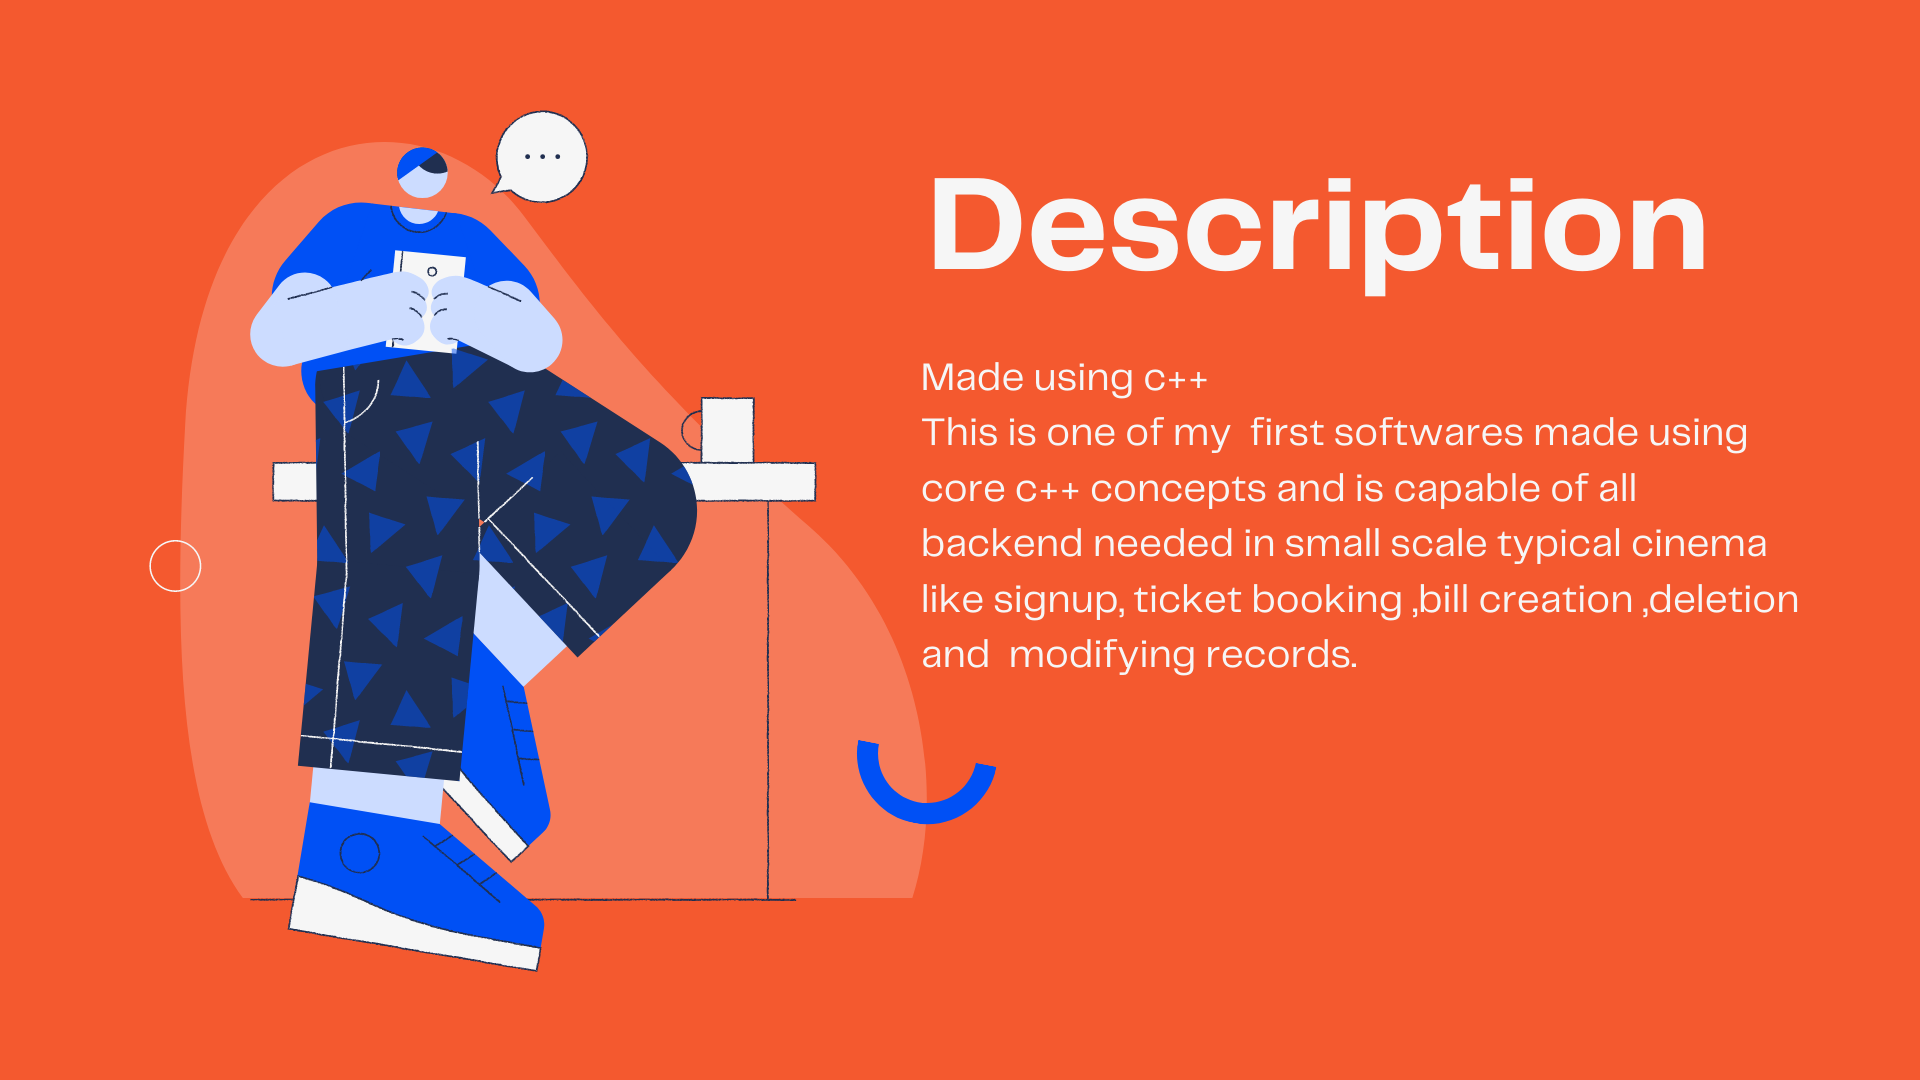 Description
Made using c++
This is one of my  first softwares made using
core c++ concepts and is capable of all
backend needed in small scale typical cinema
like signup, ticket booking ,bill creation ,deletion
and  modifying records.